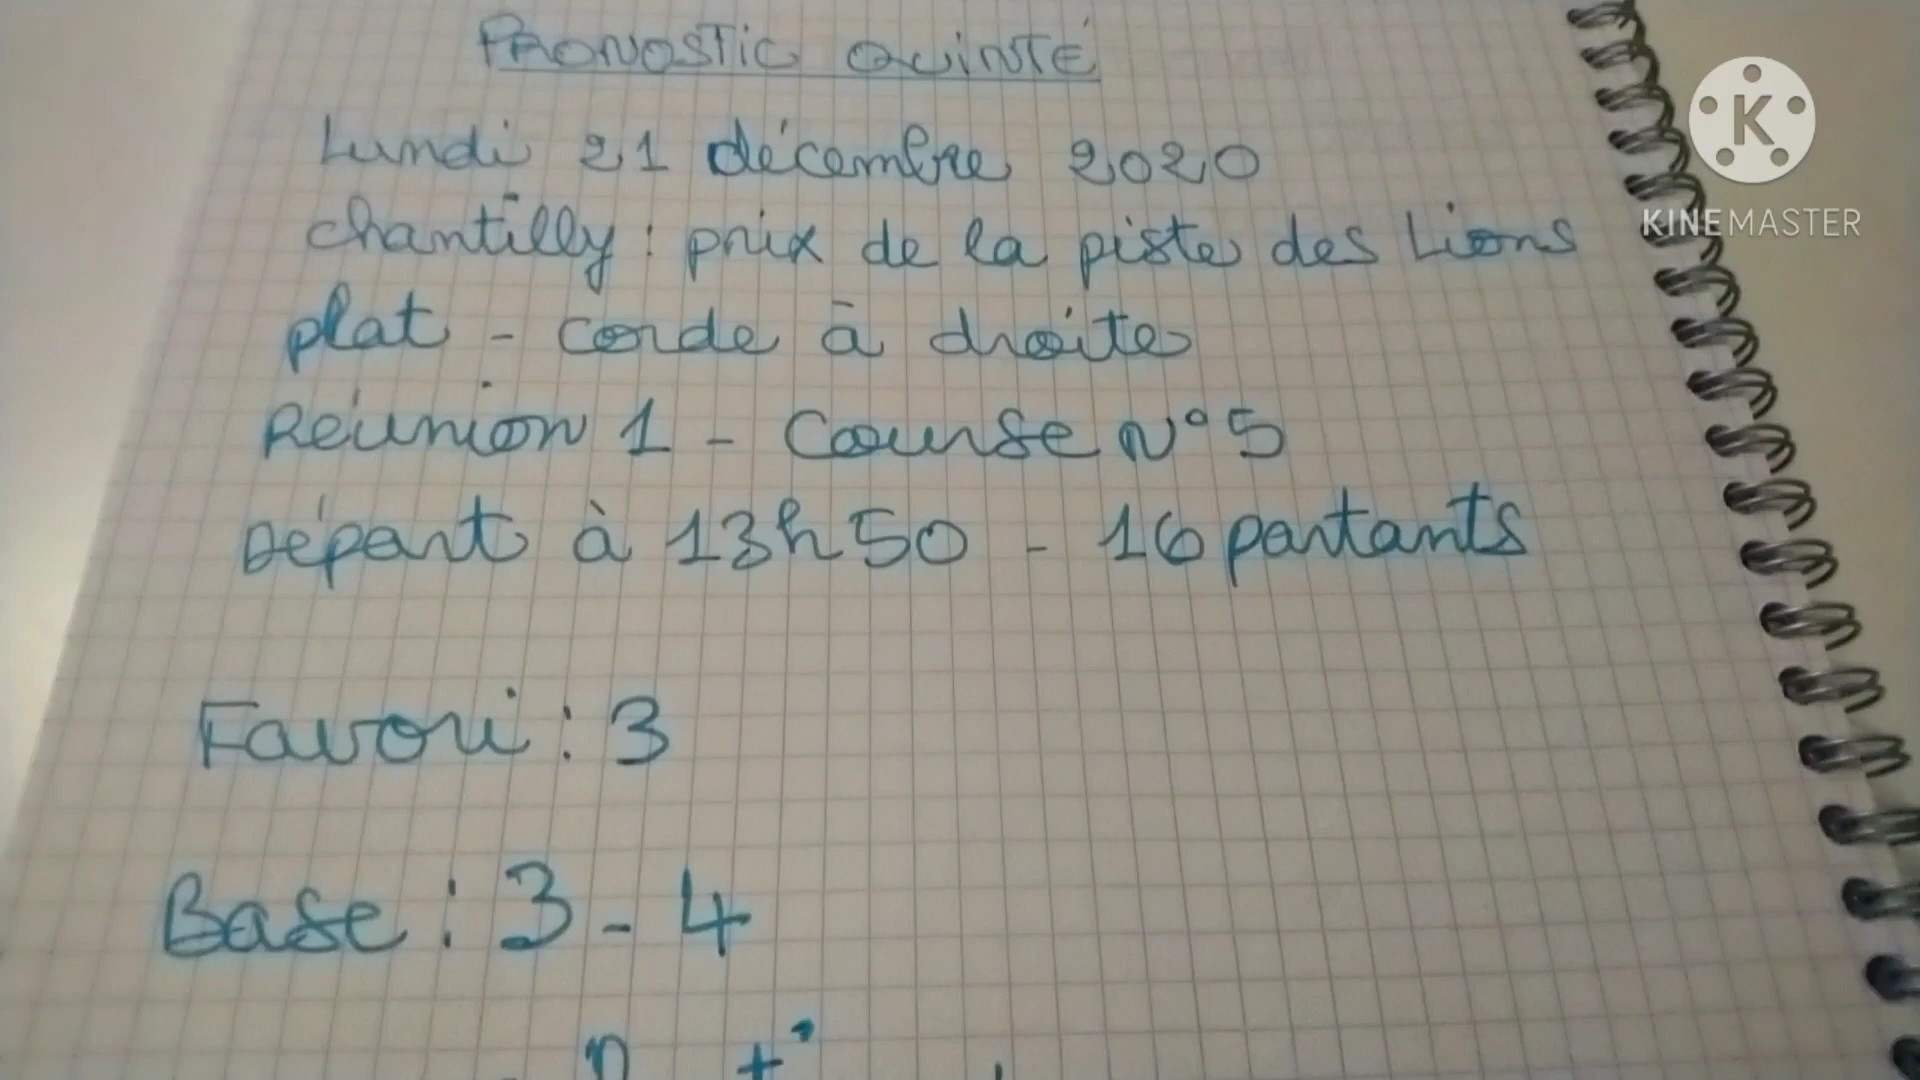 PRONOSTIC QUINTÉ
Lundi 21 décembre 2020
chantilly : prix de la piste des Lions
plat - corde à droite
Réunion 1 - Course N° 5
Départ à 13h50 - 16 partants
Favori : 3
Base : 3 - 4
K
KINEMASTER